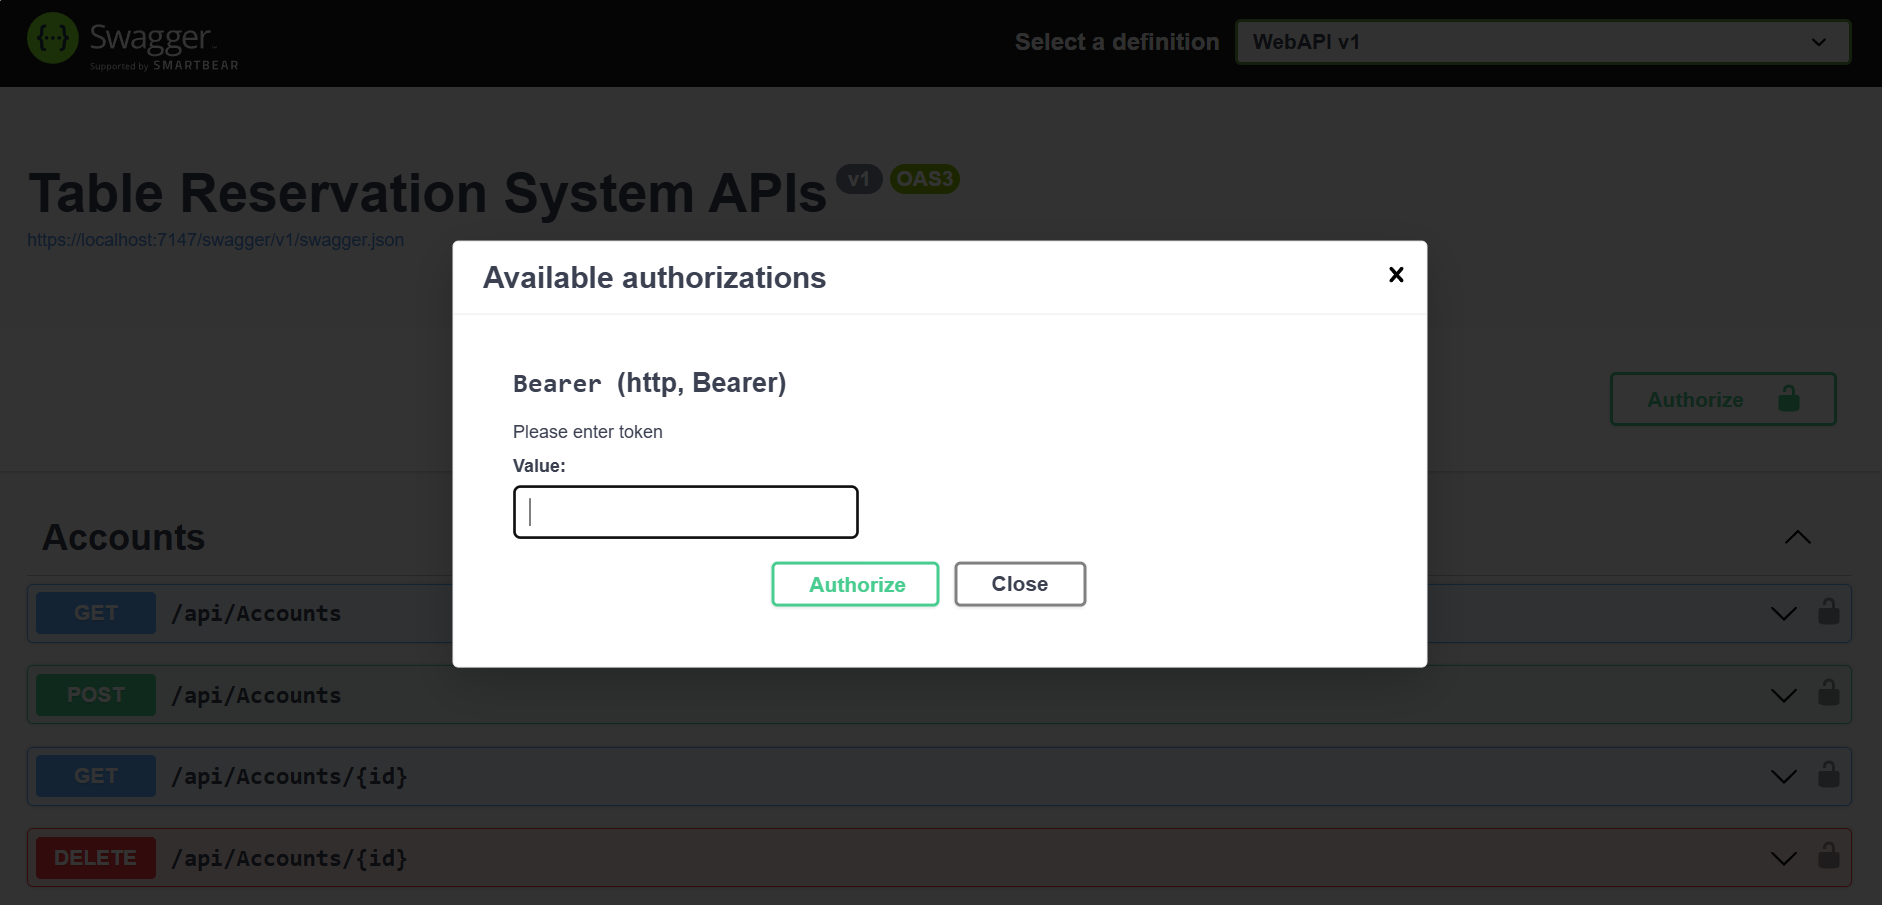 {···} Swagger
Supported by SMARTBEAR
Select a definition
WebAPI v1
Table Reservation System APIs v1 OAS3
https://localhost:7147/swagger/v1/swagger.json
Available authorizations
Bearer (http, Bearer)
Please enter token
Value:
Authorize Close
Authorize
Accounts
GET /api/Accounts
POST /api/Accounts
GET /api/Accounts/{id}
DELETE /api/Accounts/{id}